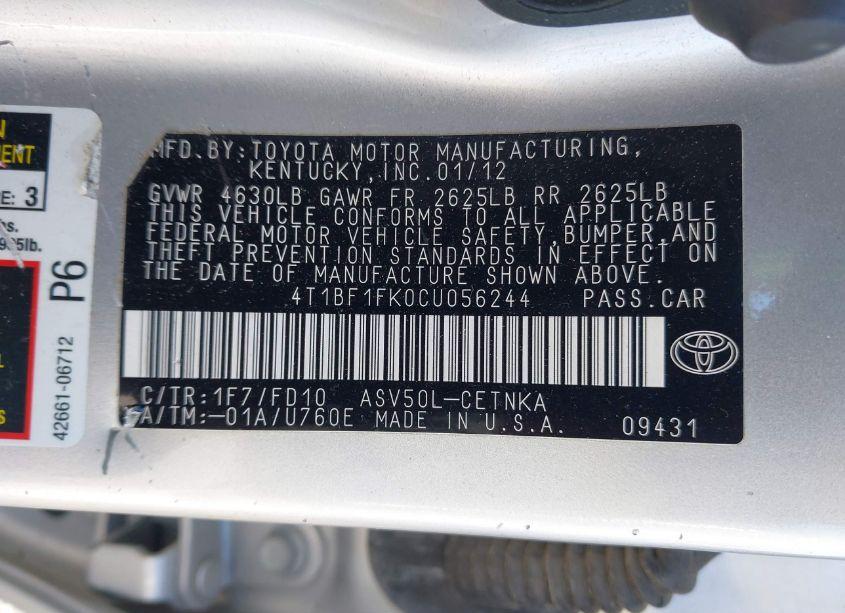 MFD. BY: TOYOTA MOTOR MANUFACTURING,
KENTUCKY, INC. 01/12
GVWR 4630LB GAWR FR 2625LB RR 2625LB
THIS VEHICLE CONFORMS TO ALL APPLICABLE
FEDERAL MOTOR VEHICLE SAFETY, BUMPER, AND
THEFT PREVENTION STANDARDS IN EFFECT ON
THE DATE OF MANUFACTURE SHOWN ABOVE.
4T1BF1FK0CU056244 PASS.CAR
C/TR: 1F7/FD10 ASV50L-CETNKA
A/TM: -01A/U760E MADE IN U.S.A. 09431
3
P6
42661-06712